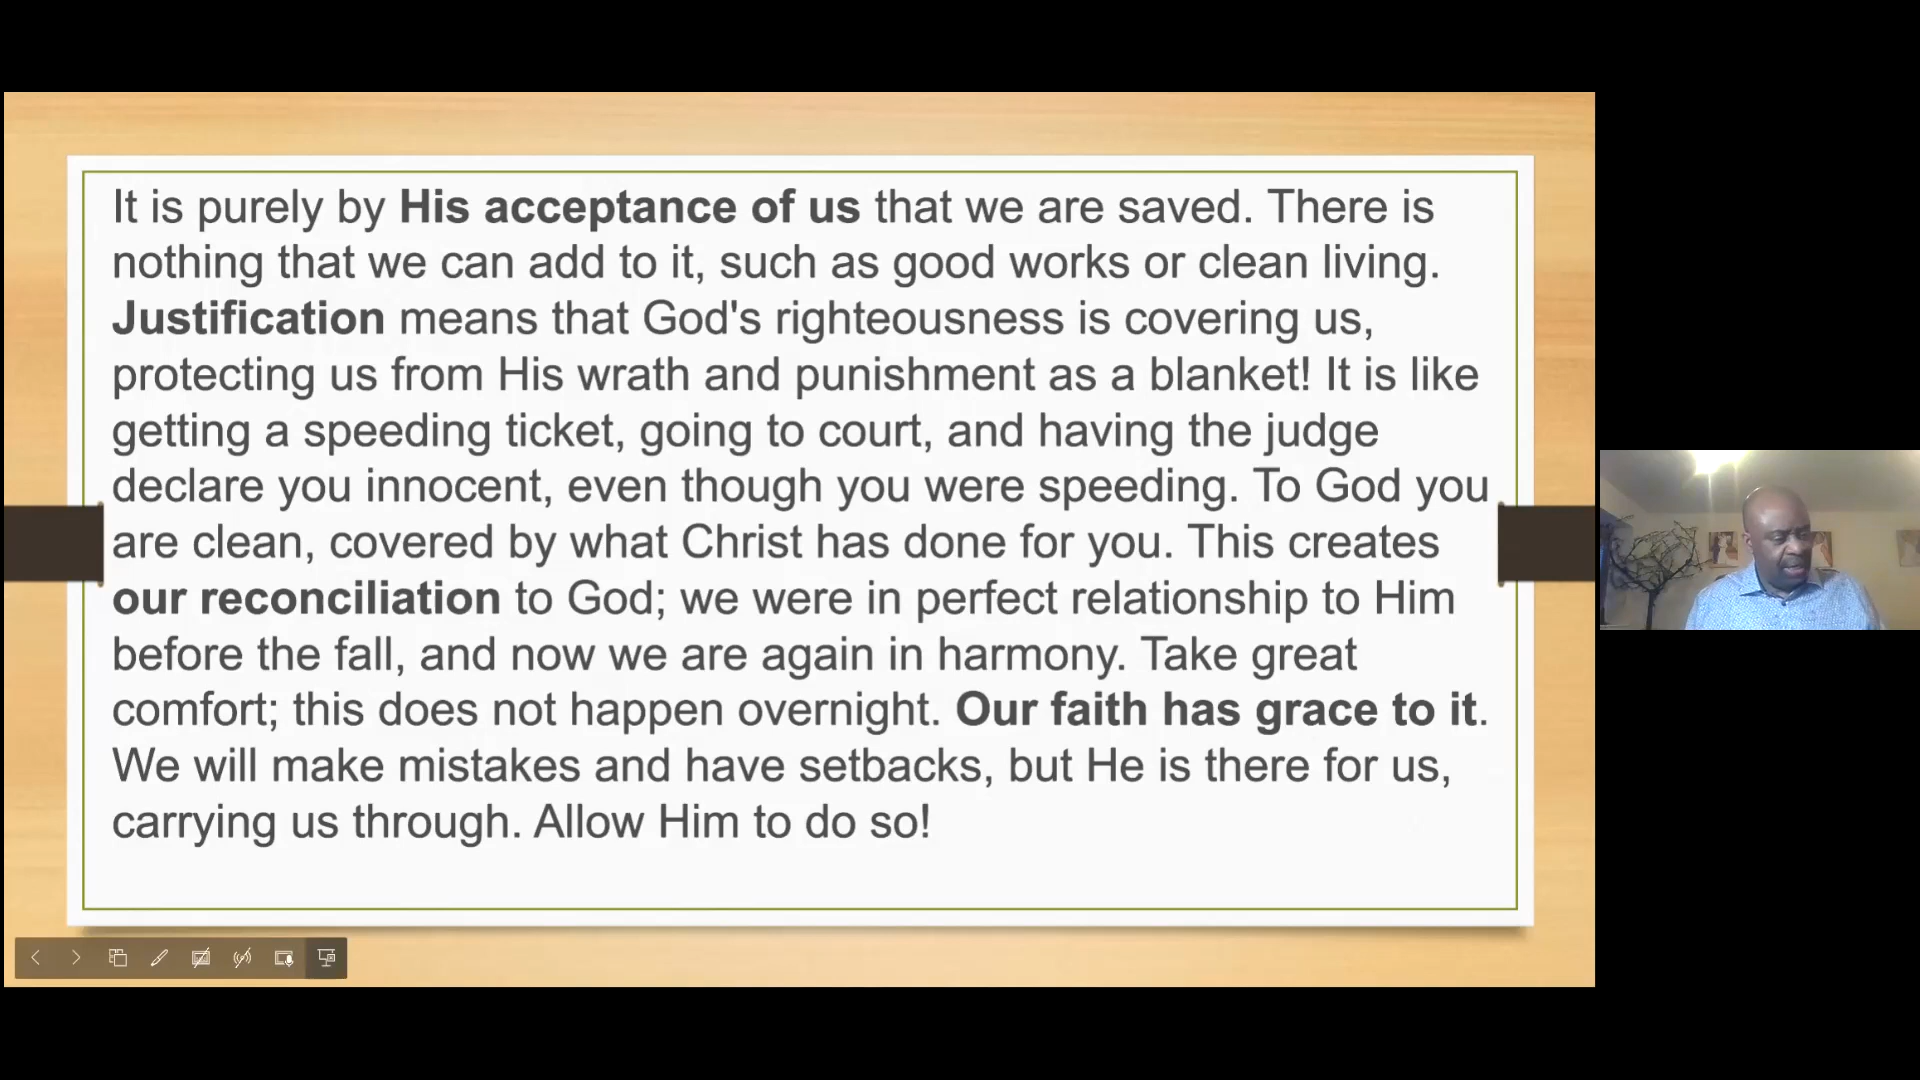 It is purely by His acceptance of us that we are saved. There is
nothing that we can add to it, such as good works or clean living.
Justification means that God's righteousness is covering us,
protecting us from His wrath and punishment as a blanket! It is like
getting a speeding ticket, going to court, and having the judge
declare you innocent, even though you were speeding. To God you
are clean, covered by what Christ has done for you. This creates
our reconciliation to God; we were in perfect relationship to Him
before the fall, and now we are again in harmony. Take great
comfort; this does not happen overnight. Our faith has grace to it.
We will make mistakes and have setbacks, but He is there for us,
carrying us through. Allow Him to do so!